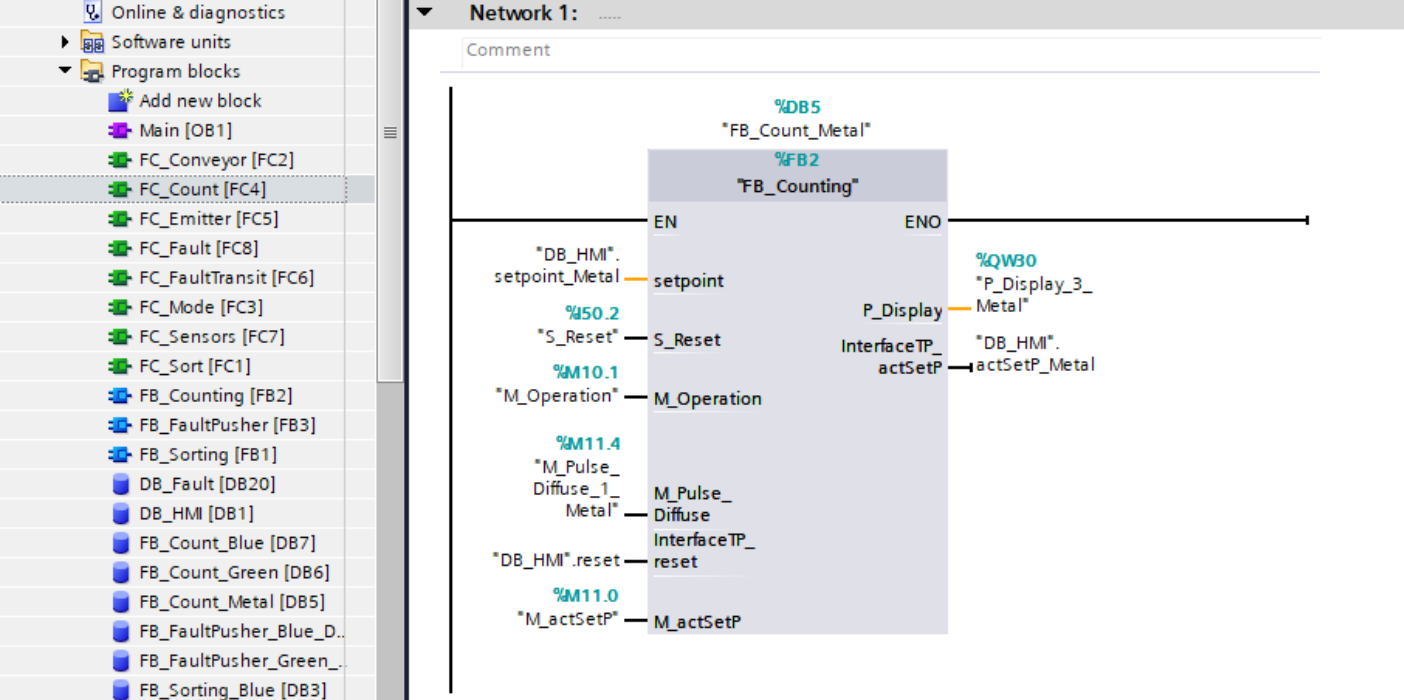 Online & diagnostics
Software units
Program blocks
Add new block
Main [OB1]
FC_Conveyor [FC2]
FC_Count [FC4]
FC_Emitter [FC5]
FC_Fault [FC8]
FC_FaultTransit [FC6]
FC_Mode [FC3]
FC_Sensors [FC7]
FC_Sort [FC1]
FB_Counting [FB2]
FB_FaultPusher [FB3]
FB_Sorting [FB1]
DB_Fault [DB20]
DB_HMI [DB1]
FB_Count_Blue [DB7]
FB_Count_Green [DB6]
FB_Count_Metal [DB5]
FB_FaultPusher_Blue_D..
FB_FaultPusher_Green_..
FB_Sorting_Blue [DB3]
Network 1: .....
Comment
%DB5
"FB_Count_Metal"
%FB2
"FB_Counting"
EN
ENO
"DB_HMI".
setpoint_Metal
setpoint
%I50.2
"S_Reset"
S_Reset
%M10.1
"M_Operation"
M_Operation
%M11.4
"M_Pulse_
Diffuse_1_
Metal"
M_Pulse_
Diffuse
"DB_HMI".reset
InterfaceTP_
reset
%M11.0
"M_actSetP"
M_actSetP
P_Display
%QW30
"P_Display_3_
Metal"
InterfaceTP_
actSetP
"DB_HMI".
actSetP_Metal